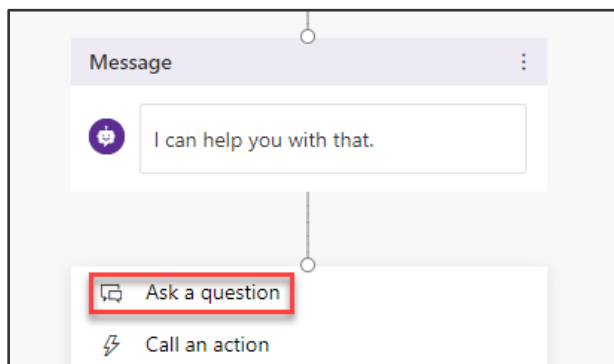 Message
I can help you with that.
Ask a question
Call an action